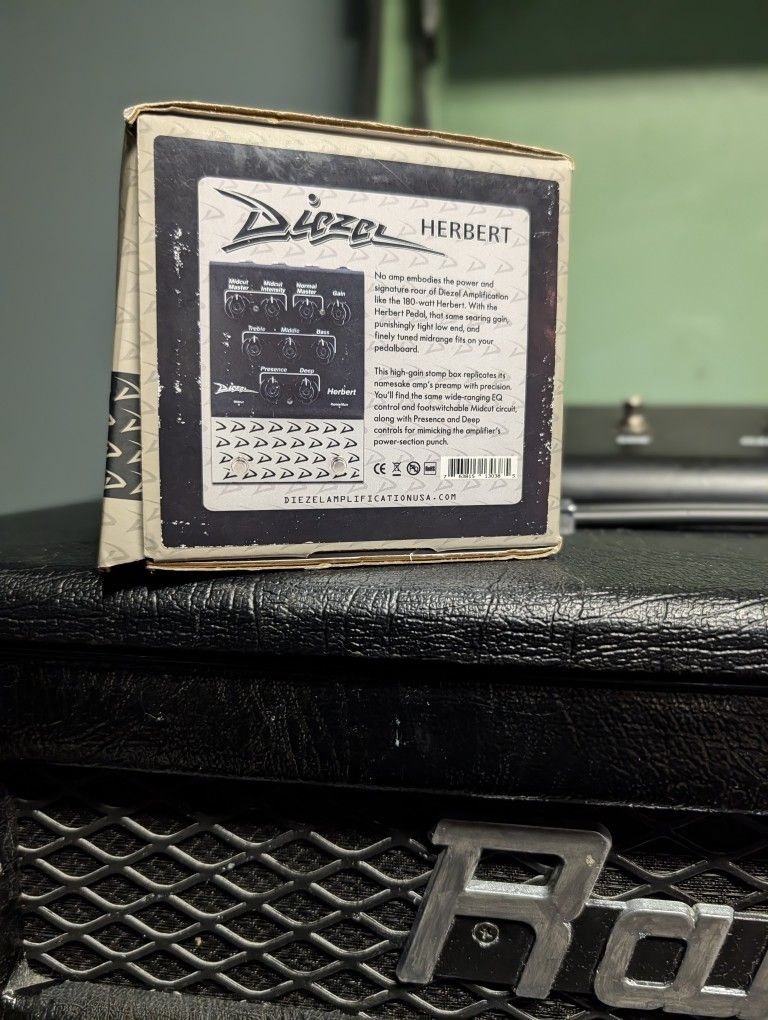 Diezel HERBERT
No amp embodies the power and
signature roar of Diezel Amplification
like the 180-watt Herbert. With the
Herbert Pedal, that same searing gain,
punishingly tight low end, and
finely tuned midrange fits on your
pedalboard.
This high-gain stomp box replicates its
namesake amp's preamp with precision.
You'll find the same wide-ranging EQ
control and footswitchable Midcut circuit,
along with Presence and Deep
controls for mimicking the amplifier's
power-section punch.
Midcut Master Midcut Intensity Normal Master Gain
Treble Middle Bass
Presence Deep
Diezel Herbert
CE
DIEZELAMPLIFICATIONUSA.COM
Ra